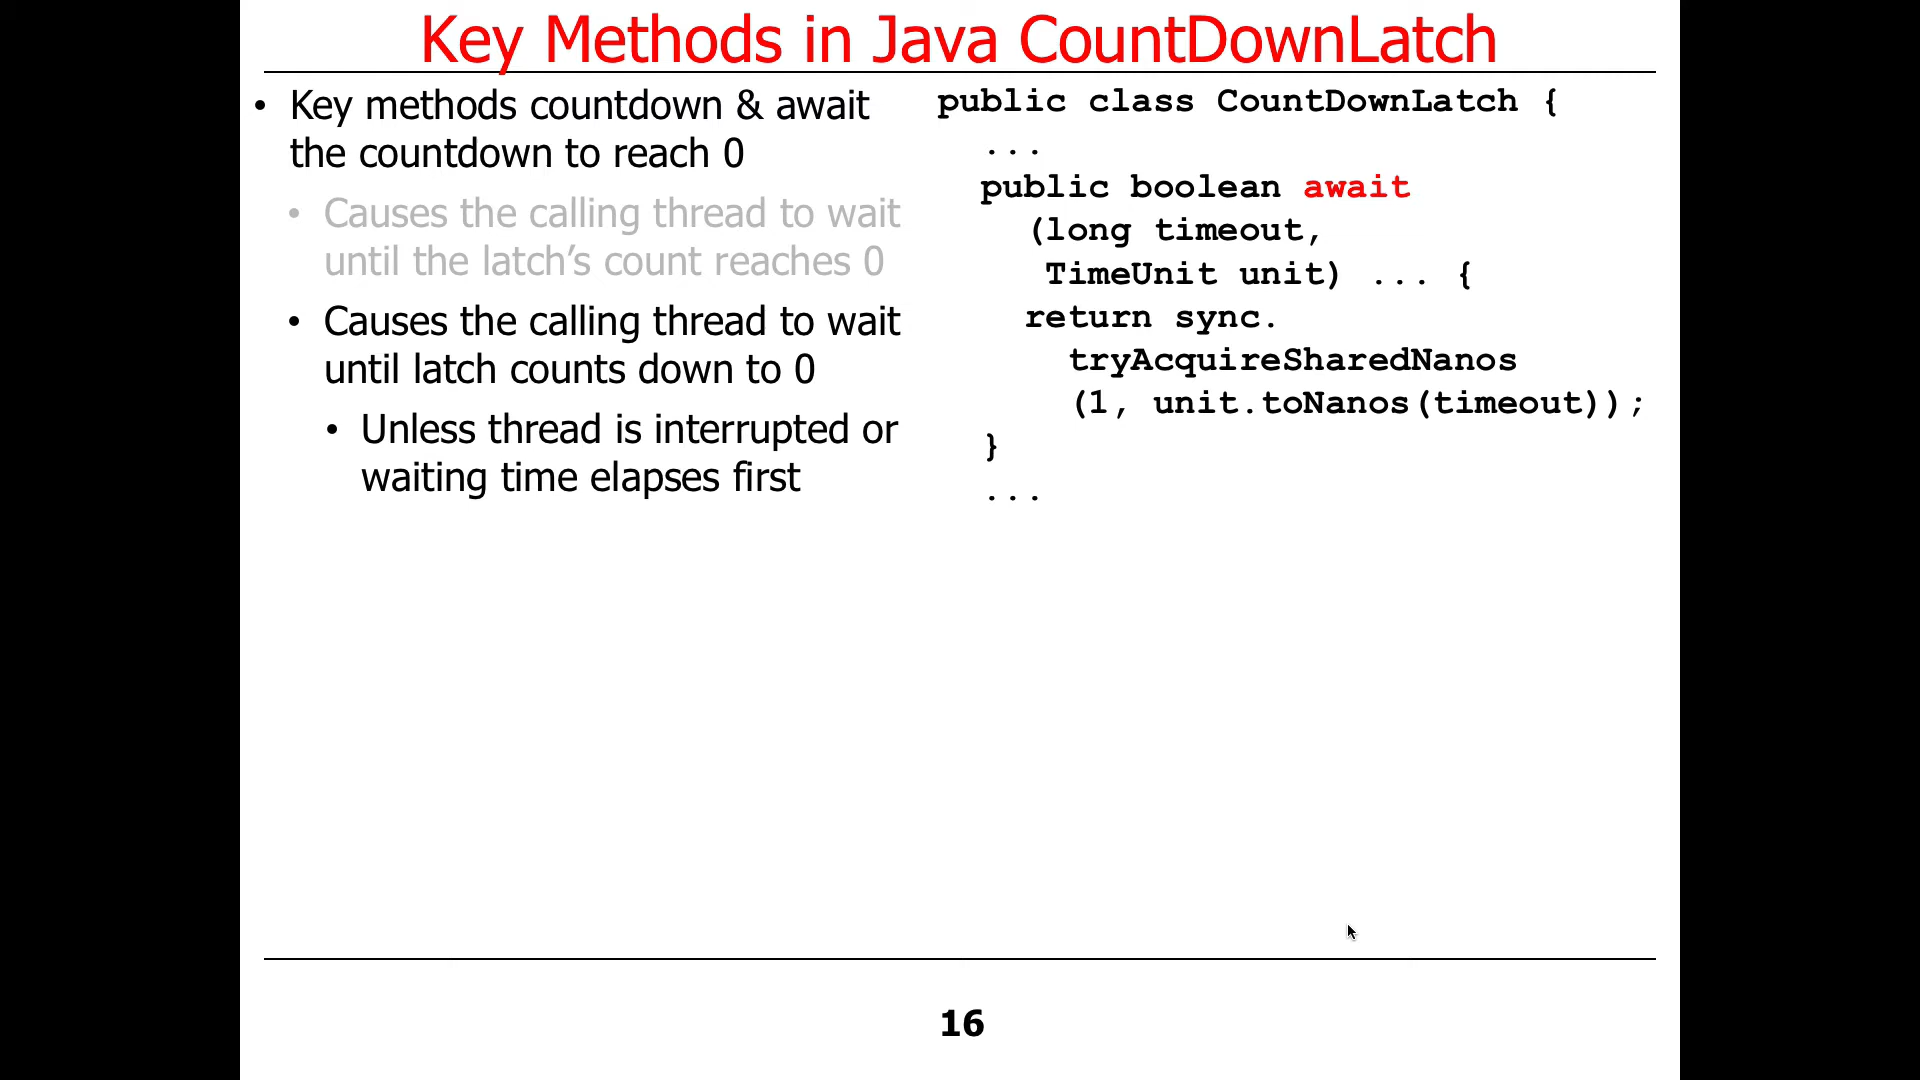 Key Methods in Java CountDownLatch
• Key methods countdown & await
the countdown to reach 0
• Causes the calling thread to wait
until the latch’s count reaches 0
• Causes the calling thread to wait
until latch counts down to 0
• Unless thread is interrupted or
waiting time elapses first
public class CountDownLatch {
...
public boolean await
(long timeout,
TimeUnit unit) ... {
return sync.
tryAcquireSharedNanos
(1, unit.toNanos(timeout));
}
...
16